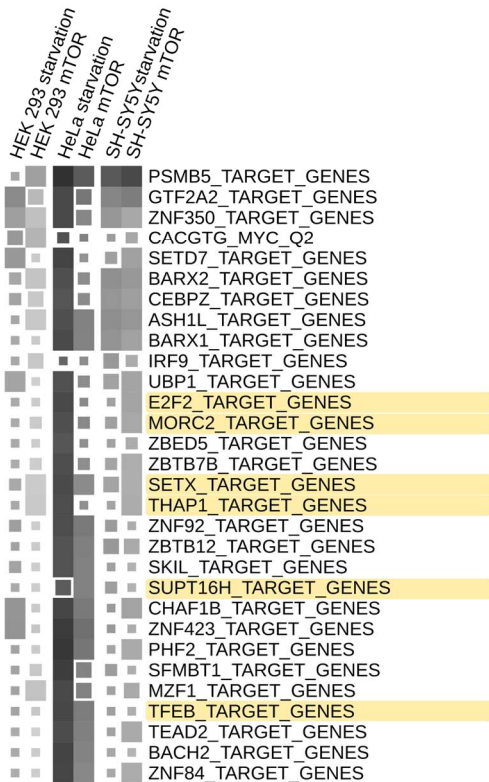 HEK 293 starvation
HEK 293 mTOR
HeLa starvation
HeLa mTOR
SH-SY5Ystarvation
SH-SY5Y mTOR
PSMB5_TARGET_GENES
GTF2A2_TARGET_GENES
ZNF350_TARGET_GENES
CACGTG_MYC_Q2
SETD7_TARGET_GENES
BARX2_TARGET_GENES
CEBPZ_TARGET_GENES
ASH1L_TARGET_GENES
BARX1_TARGET_GENES
IRF9_TARGET_GENES
UBP1_TARGET_GENES
E2F2_TARGET_GENES
MORC2_TARGET_GENES
ZBED5_TARGET_GENES
ZBTB7B_TARGET_GENES
SETX_TARGET_GENES
THAP1_TARGET_GENES
ZNF92_TARGET_GENES
ZBTB12_TARGET_GENES
SKIL_TARGET_GENES
SUPT16H_TARGET_GENES
CHAF1B_TARGET_GENES
ZNF423_TARGET_GENES
PHF2_TARGET_GENES
SFMBT1_TARGET_GENES
MZF1_TARGET_GENES
TFEB_TARGET_GENES
TEAD2_TARGET_GENES
BACH2_TARGET_GENES
ZNF84_TARGET_GENES